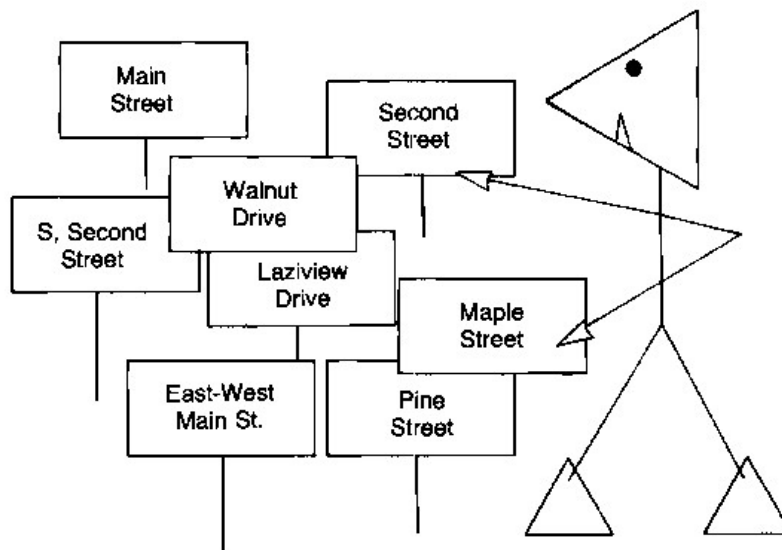 Main
Street
Second
Street
Walnut
Drive
S, Second
Street
Laziview
Drive
Maple
Street
East-West
Main St.
Pine
Street